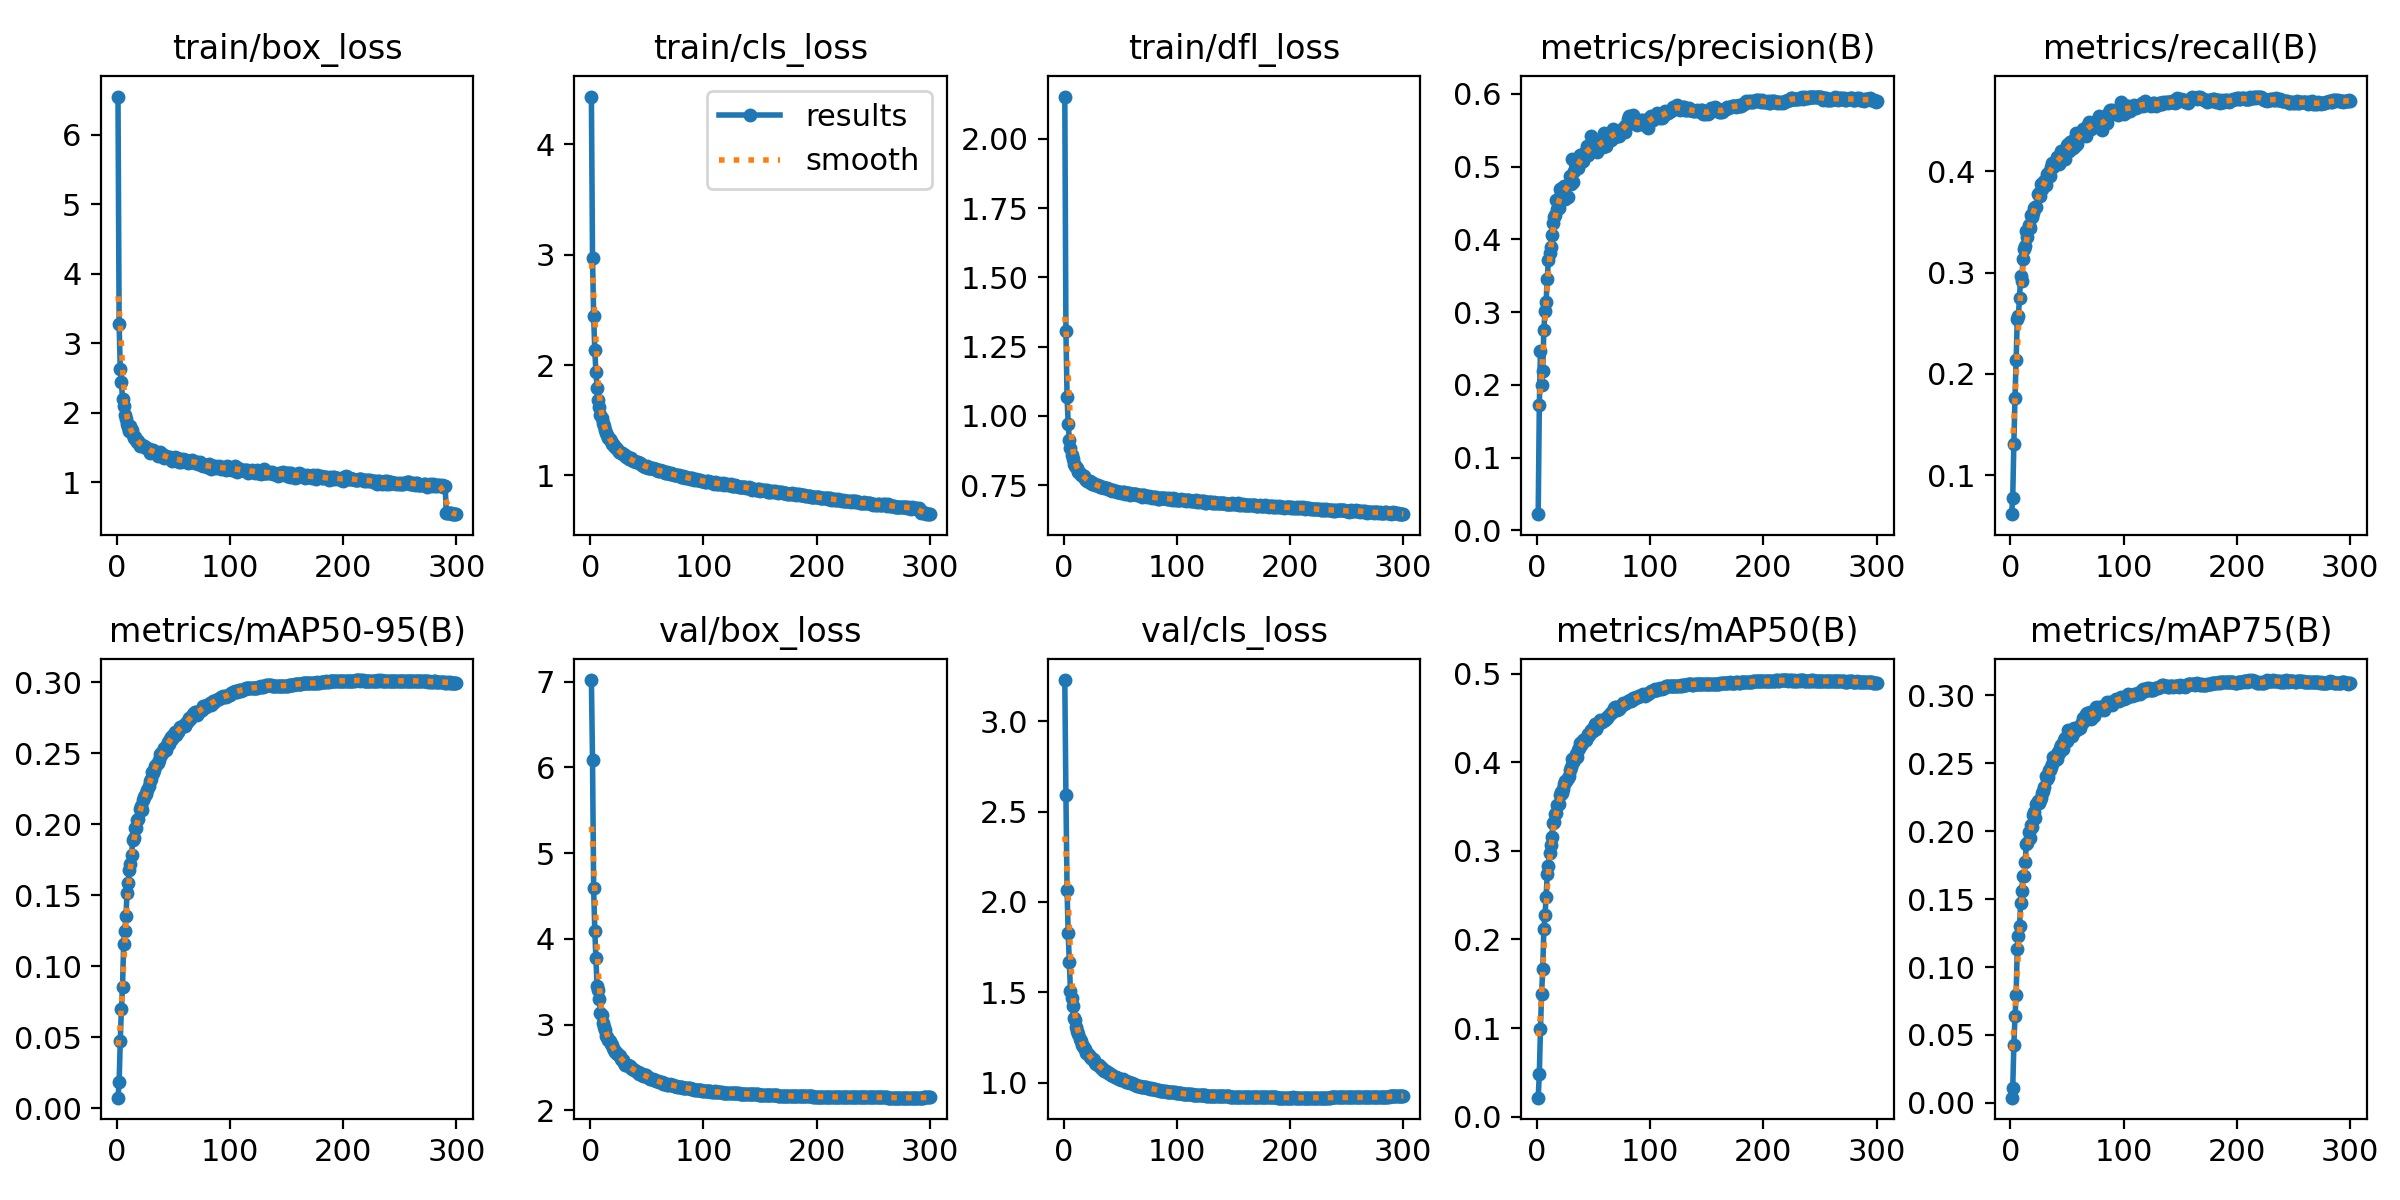 train/box_loss
6
5
4
3
2
1
0 100 200 300
train/cls_loss
results
smooth
4
3
2
1
0 100 200 300
train/dfl_loss
2.00
1.75
1.50
1.25
1.00
0.75
0 100 200 300
metrics/precision(B)
0.6
0.5
0.4
0.3
0.2
0.1
0.0
0 100 200 300
metrics/recall(B)
0.4
0.3
0.2
0.1
0 100 200 300
metrics/mAP50-95(B)
0.30
0.25
0.20
0.15
0.10
0.05
0.00
0 100 200 300
val/box_loss
7
6
5
4
3
2
0 100 200 300
val/cls_loss
3.0
2.5
2.0
1.5
1.0
0 100 200 300
metrics/mAP50(B)
0.5
0.4
0.3
0.2
0.1
0.0
0 100 200 300
metrics/mAP75(B)
0.30
0.25
0.20
0.15
0.10
0.05
0.00
0 100 200 300